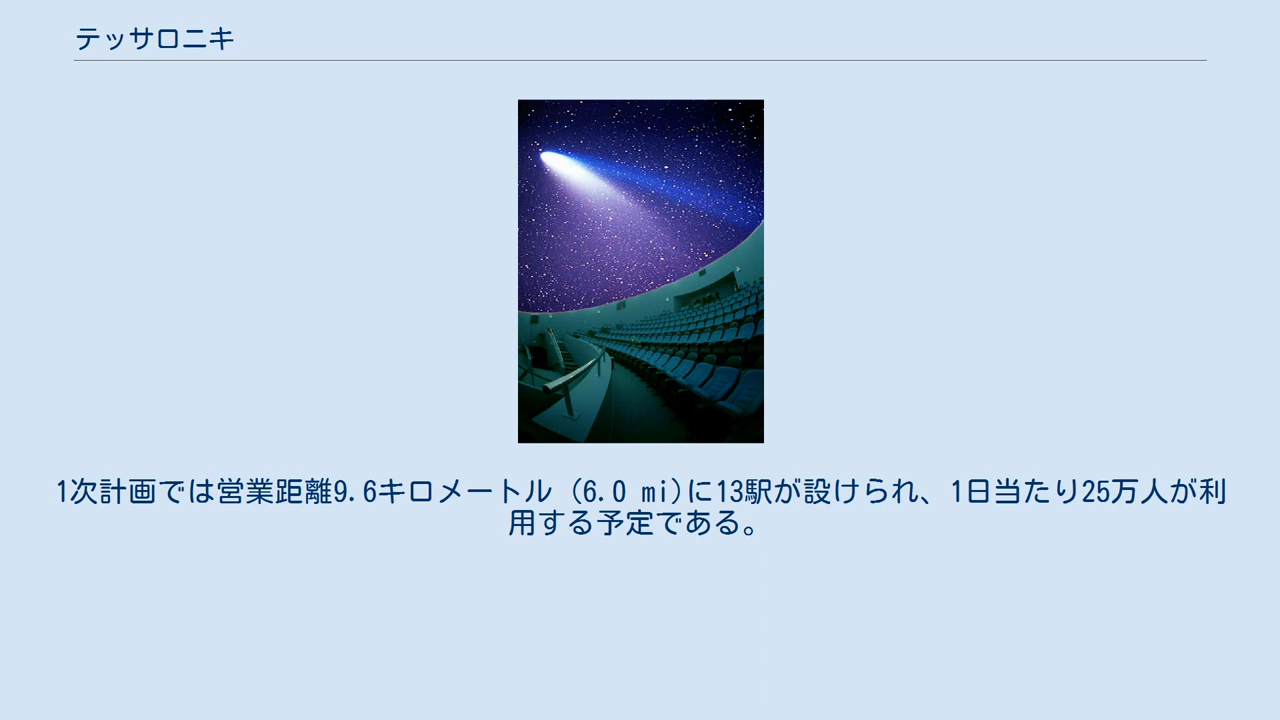 テッサロニキ
1次計画では営業距離9.6キロメートル (6.0 mi)に13駅が設けられ、1日当たり25万人が利
用する予定である。